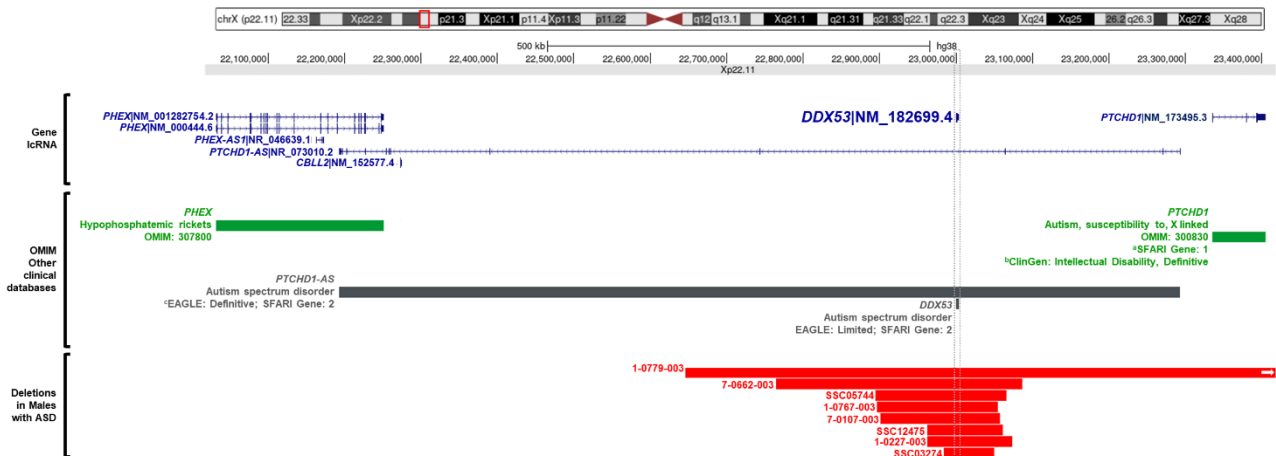 chrX (p22.11) 22.33 Xp22.2 p21.3 Xp21.1 p11.4 Xp11.3 p11.22 q12 q13.1 Xq21.1 q21.31 q21.33 q22.1 q22.3 Xq23 Xq24 Xq25 26.2 q26.3 Xq27.3 Xq28
500 kb hg38
22,100,000 22,200,000 22,300,000 22,400,000 22,500,000 22,600,000 22,700,000 22,800,000 22,900,000 23,000,000 23,100,000 23,200,000 23,300,000 23,400,000
Xp22.11
Gene
lcRNA
PHEX|NM_001282754.2
PHEX|NM_000444.6
PHEX-AS1|NR_046639.1
PTCHD1-AS|NR_073010.2
CBLL2|NM_152577.4
DDX53|NM_182699.4
PTCHD1|NM_173495.3
OMIM
Other
clinical
databases
PHEX
Hypophosphatemic rickets
OMIM: 307800
PTCHD1
Autism, susceptibility to, X linked
OMIM: 300830
ᵃSFARI Gene: 1
ᵇClinGen: Intellectual Disability, Definitive
PTCHD1-AS
Autism spectrum disorder
ᶜEAGLE: Definitive; SFARI Gene: 2
DDX53
Autism spectrum disorder
EAGLE: Limited; SFARI Gene: 2
Deletions
in Males
with ASD
1-0779-003
7-0662-003
SSC05744
1-0767-003
7-0107-003
SSC12475
1-0227-003
SSC03274